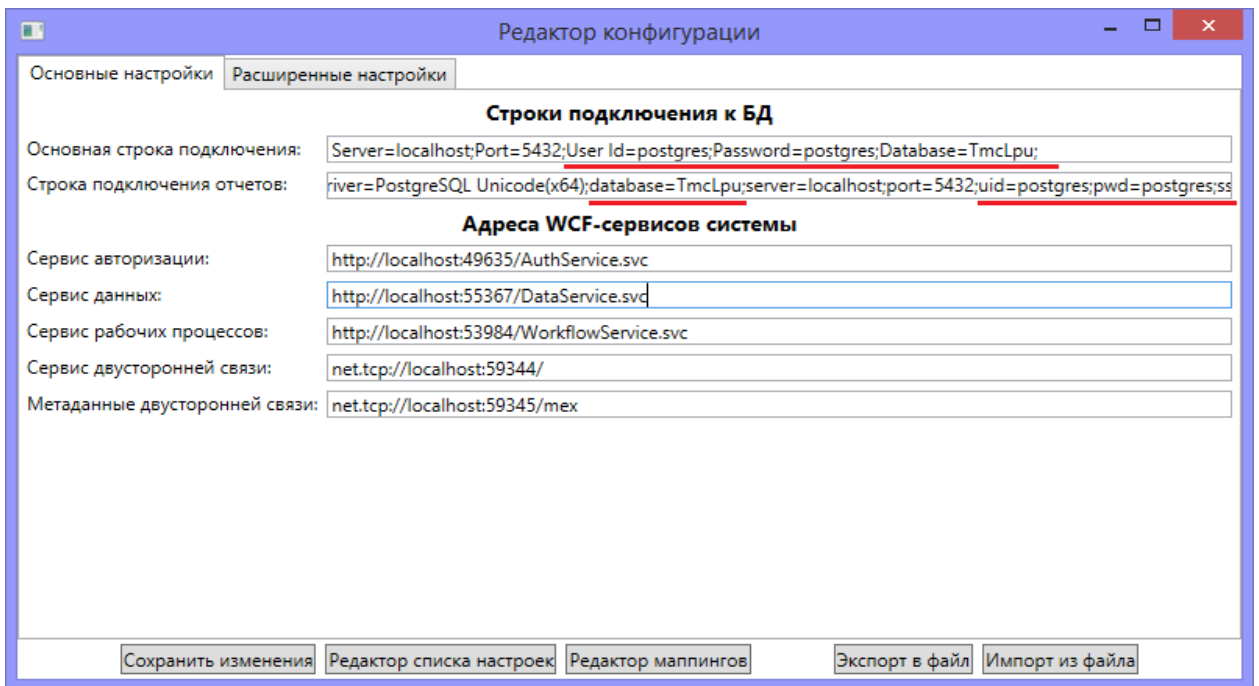 Редактор конфигурации
Основные настройки Расширенные настройки
Строки подключения к БД
Основная строка подключения: Server=localhost;Port=5432;User Id=postgres;Password=postgres;Database=TmcLpu;
Строка подключения отчетов: river=PostgreSQL Unicode(x64);database=TmcLpu;server=localhost;port=5432;uid=postgres;pwd=postgres;ss
Адреса WCF-сервисов системы
Сервис авторизации: http://localhost:49635/AuthService.svc
Сервис данных: http://localhost:55367/DataService.svc
Сервис рабочих процессов: http://localhost:53984/WorkflowService.svc
Сервис двусторонней связи: net.tcp://localhost:59344/
Метаданные двусторонней связи: net.tcp://localhost:59345/mex
Сохранить изменения Редактор списка настроек Редактор маппингов Экспорт в файл Импорт из файла